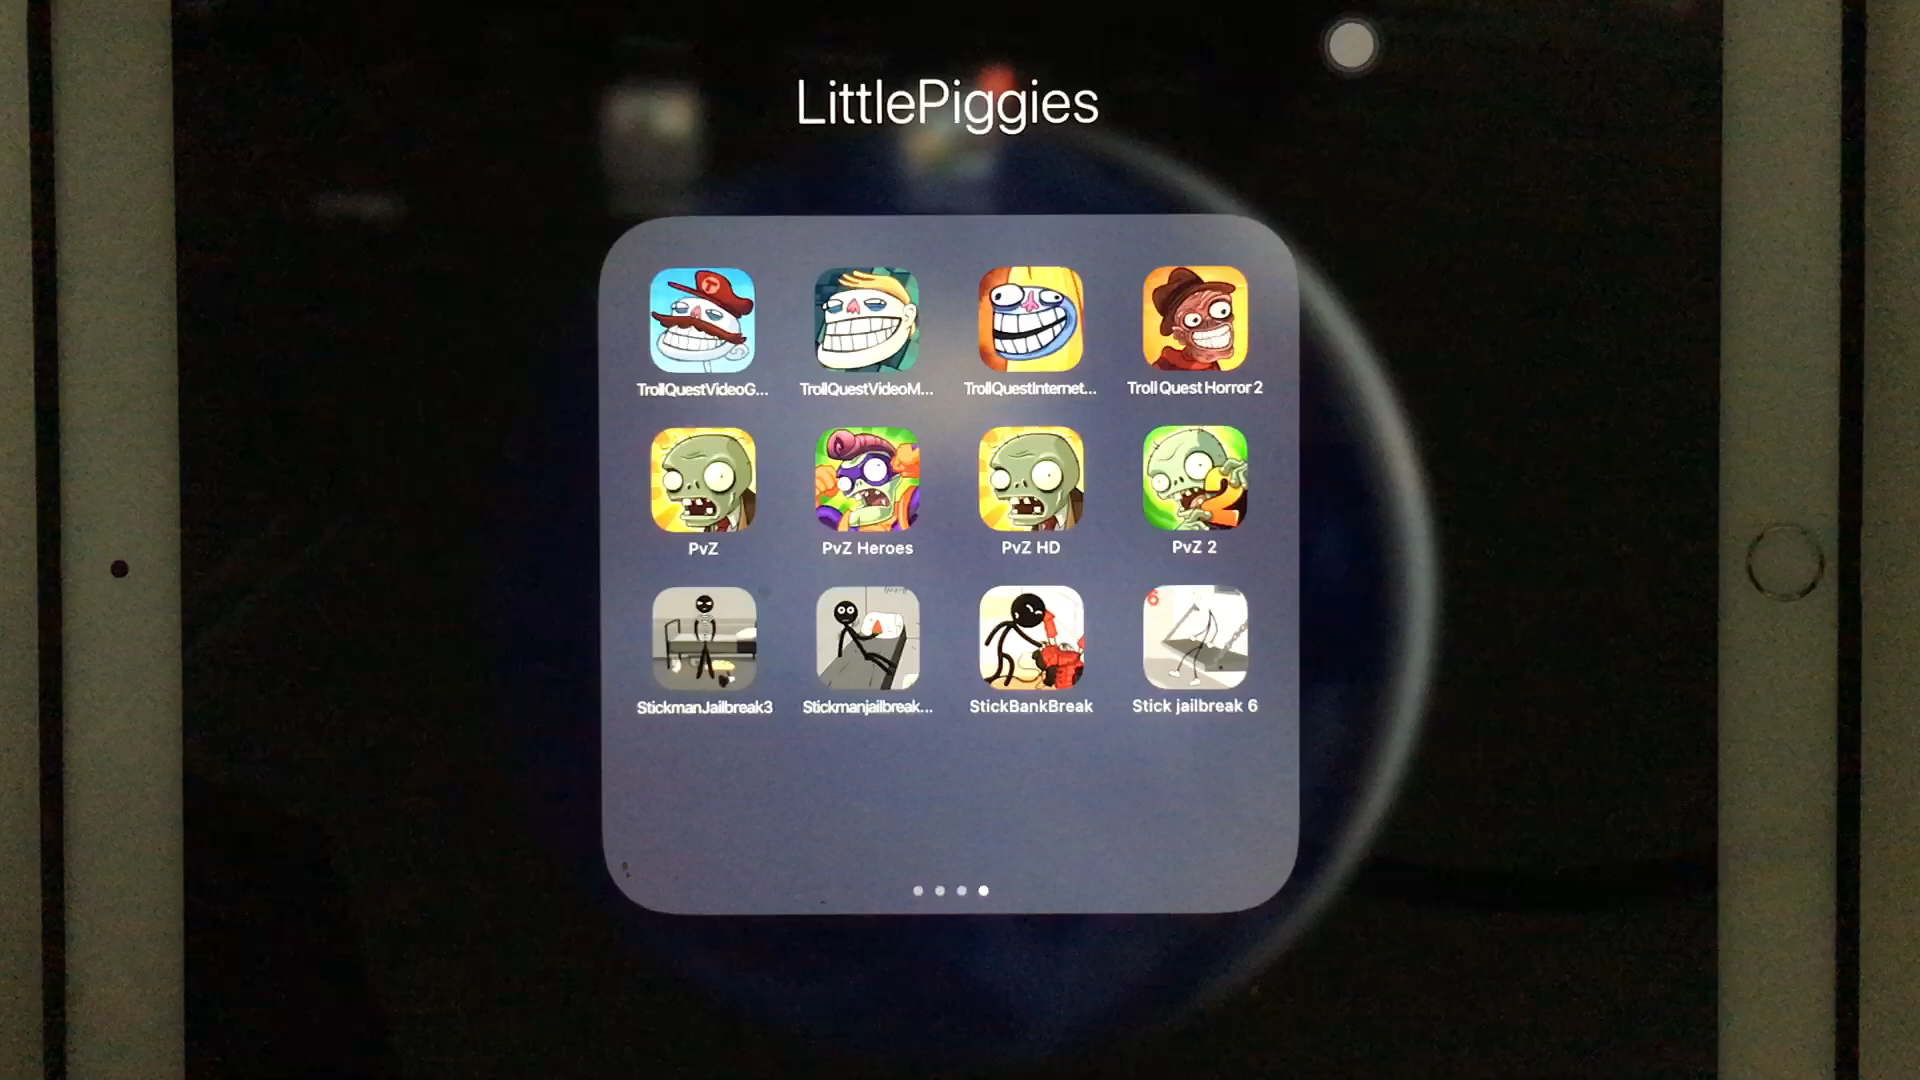 LittlePiggies
TrollQuestVideoG...
TrollQuestVideoM...
TrollQuestInternet...
Troll Quest Horror 2
PvZ
PvZ Heroes
PvZ HD
PvZ 2
StickmanJailbreak3
Stickmanjailbreak...
StickBankBreak
Stick jailbreak 6